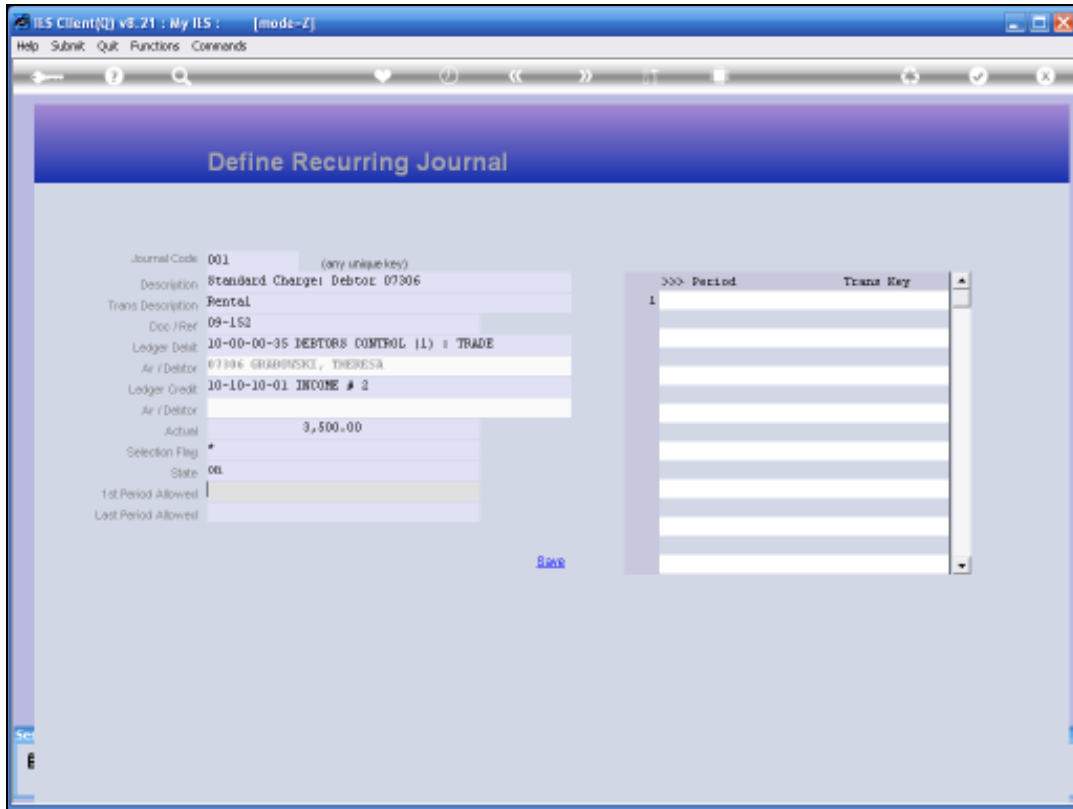 IES Client(Q) v8.21 : My IES : [mode-Z]
Help Submit Quit Functions Commands
Define Recurring Journal
Journal Code 001 (any unique key)
Description Standard Charge: Debtor 07306
Trans Description Rental
Doc / Ref 09-152
Ledger Debit 10-00-00-35 DEBTORS CONTROL (1) : TRADE
Ar / Debtor 07306 GRABOWSKI, THERESA
Ledger Credit 10-10-10-01 INCOME # 2
Ar / Debtor
Actual 3,500.00
Selection Flag *
State on
1st Period Allowed
Last Period Allowed
Save
>>> Period Trans Key
1